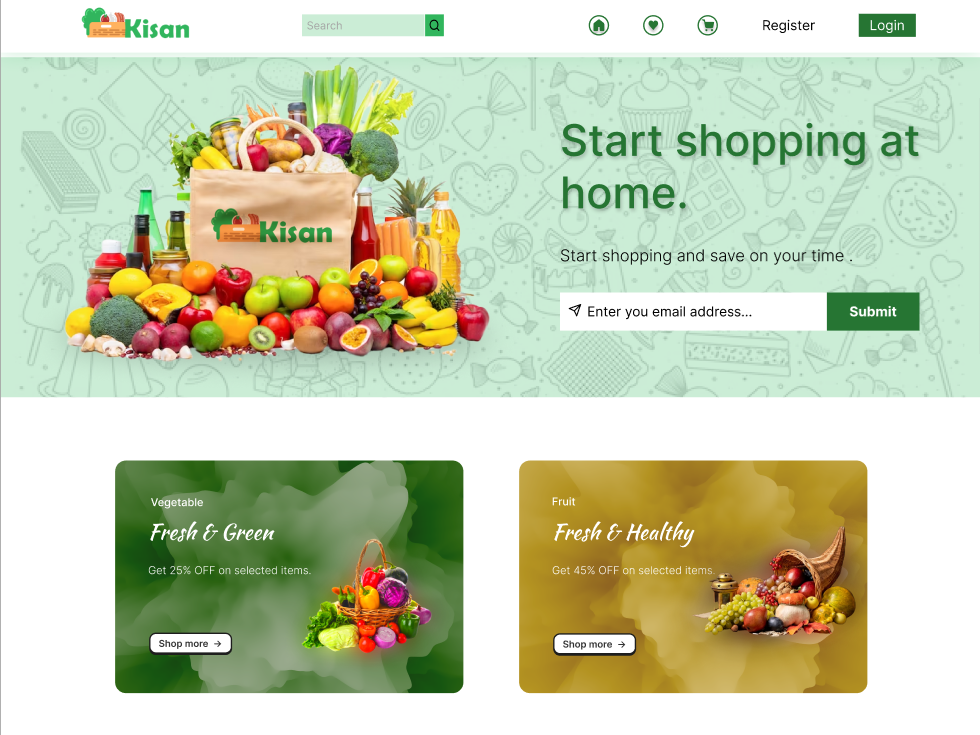 Kisan
Search
Register
Login
Start shopping at
home.
Kisan
Start shopping and save on your time .
Enter you email address...
Submit
Vegetable
Fresh & Green
Get 25% OFF on selected items.
Shop more →
Fruit
Fresh & Healthy
Get 45% OFF on selected items.
Shop more →